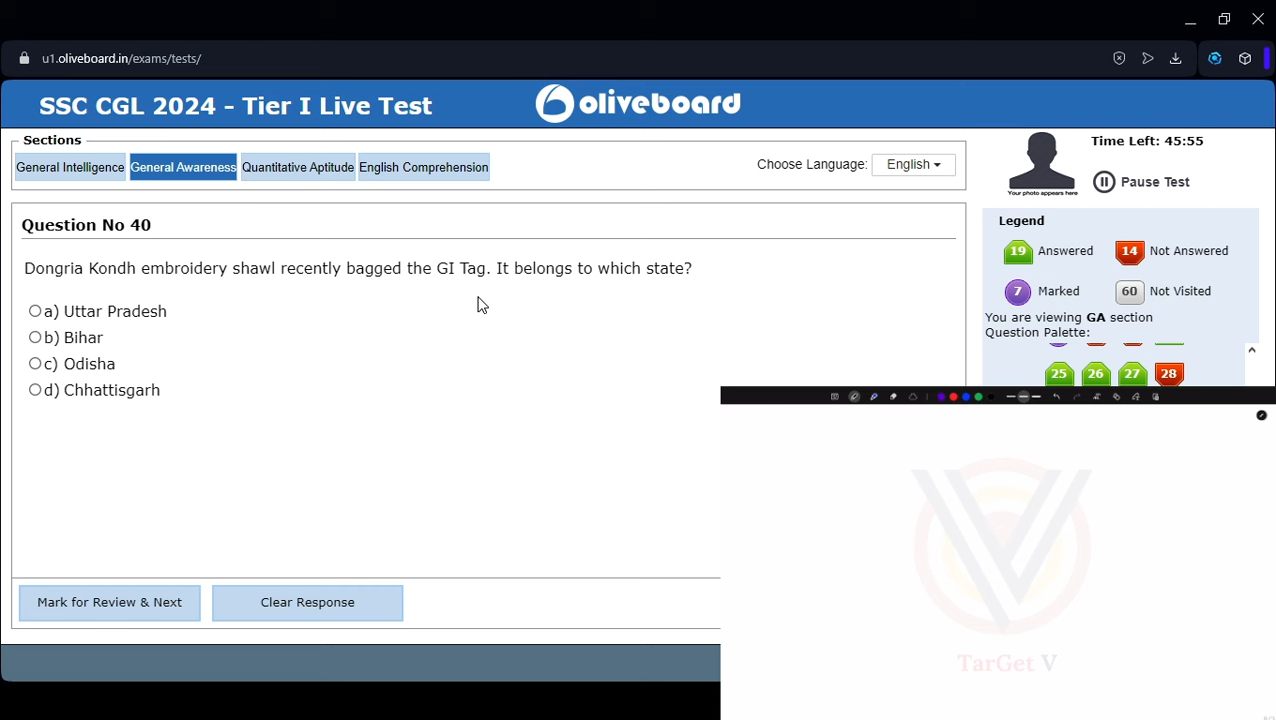 u1.oliveboard.in/exams/tests/
SSC CGL 2024 - Tier I Live Test
oliveboard
Sections
General Intelligence
General Awareness
Quantitative Aptitude
English Comprehension
Choose Language:
English
Your photo appears here
Time Left: 45:55
Pause Test
Question No 40
Dongria Kondh embroidery shawl recently bagged the GI Tag. It belongs to which state?
a) Uttar Pradesh
b) Bihar
c) Odisha
d) Chhattisgarh
Mark for Review & Next
Clear Response
Legend
19 Answered
14 Not Answered
7 Marked
60 Not Visited
You are viewing GA section
Question Palette:
25 26 27 28
TarGet V